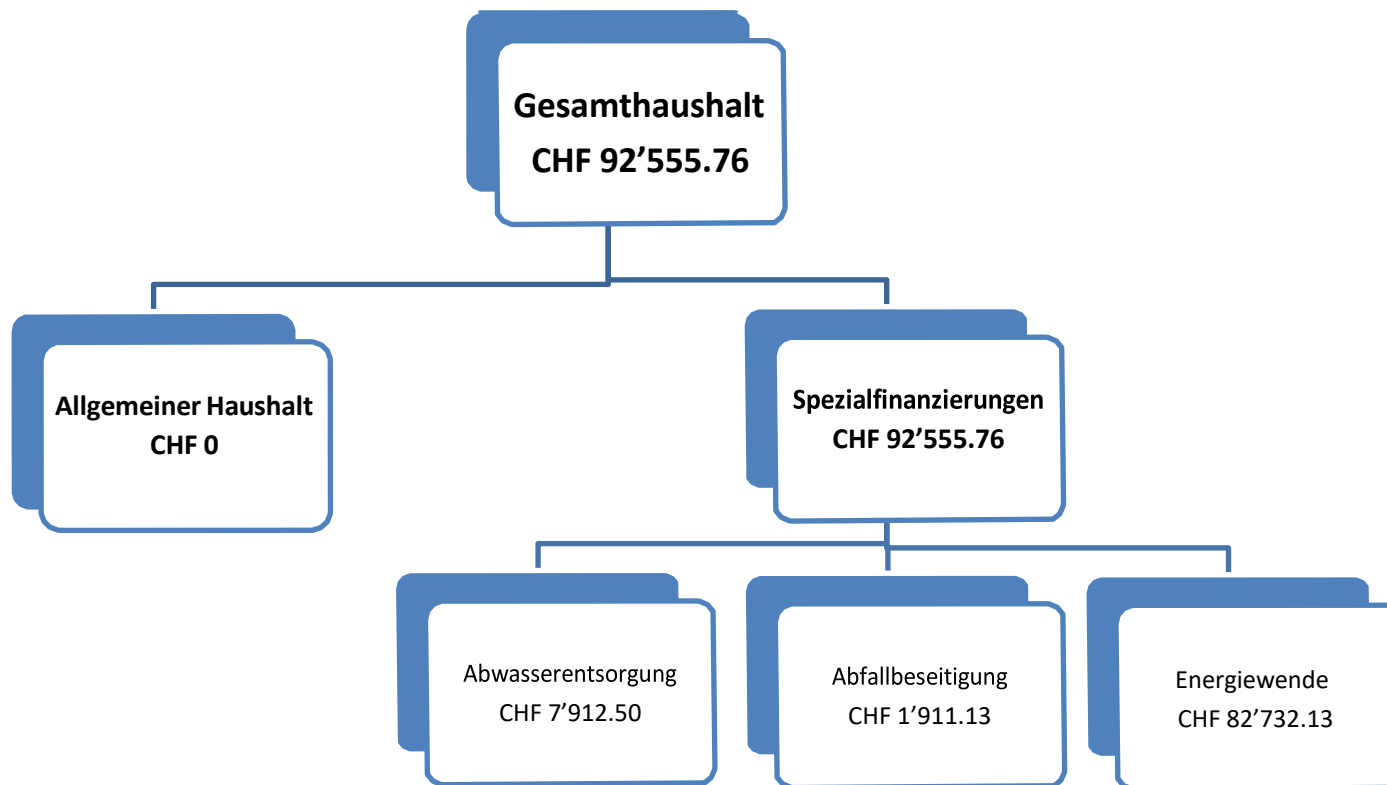 Gesamthaushalt
CHF 92’555.76
Allgemeiner Haushalt
CHF 0
Spezialfinanzierungen
CHF 92’555.76
Abwasserentsorgung
CHF 7’912.50
Abfallbeseitigung
CHF 1’911.13
Energiewende
CHF 82’732.13